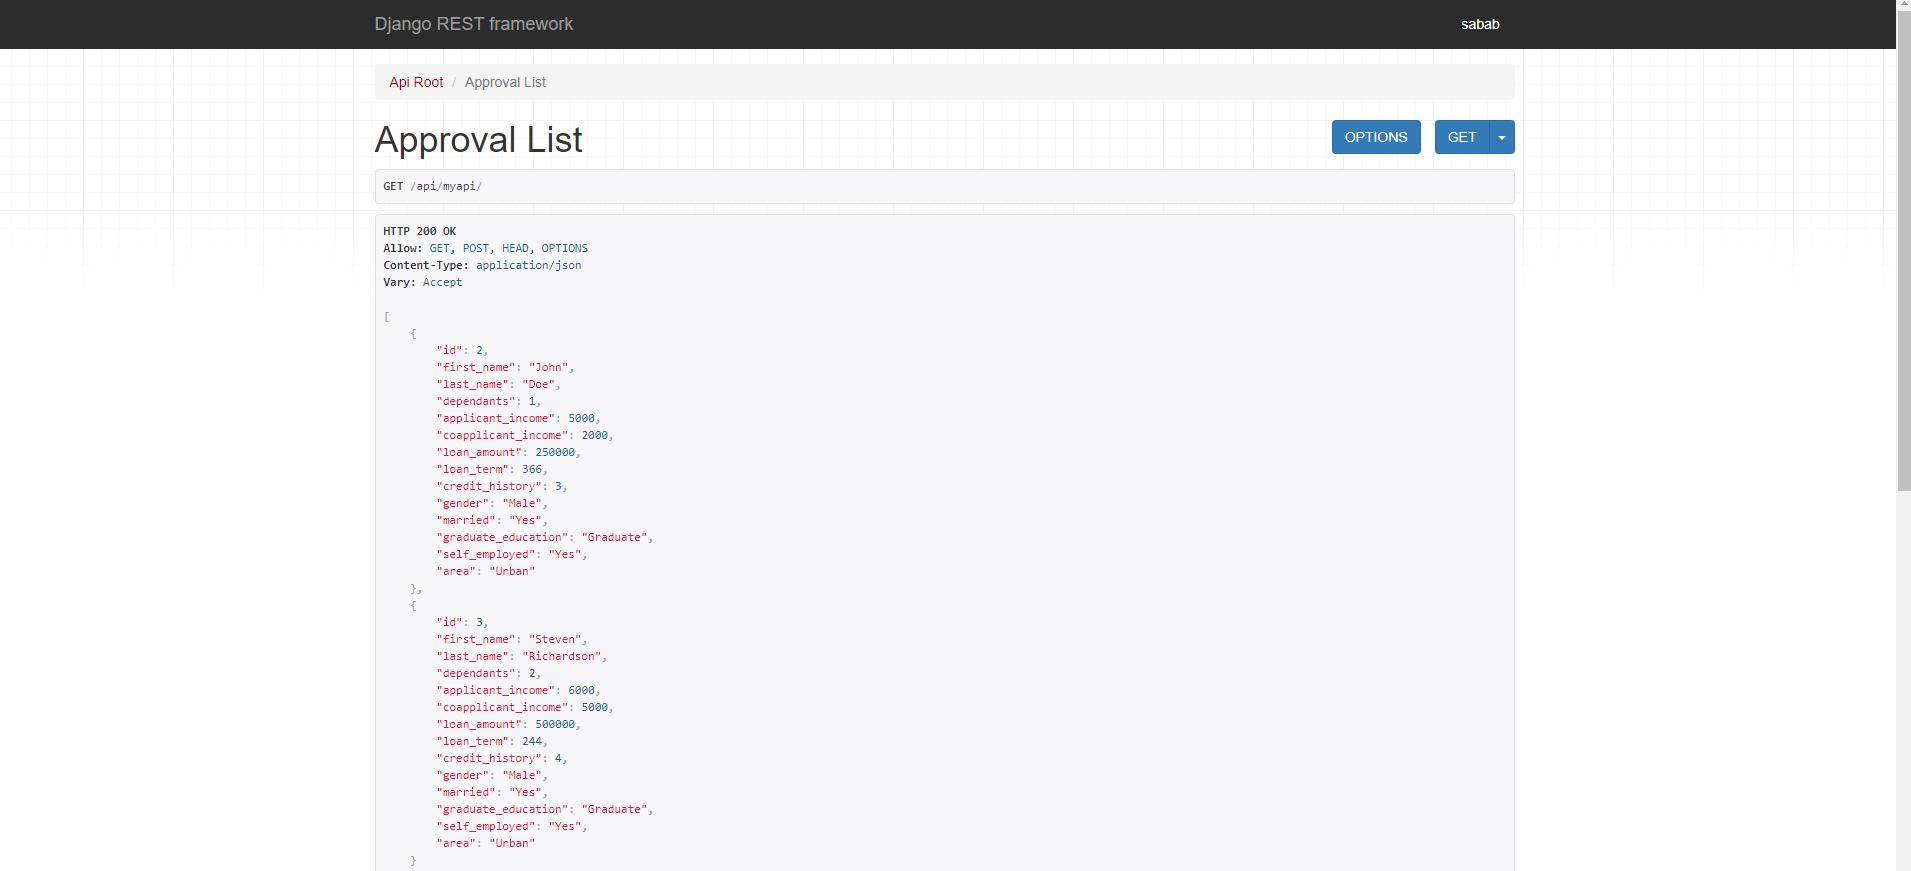 Django REST framework
sabab
Api Root / Approval List
Approval List
OPTIONS
GET
GET /api/myapi/
HTTP 200 OK
Allow: GET, POST, HEAD, OPTIONS
Content-Type: application/json
Vary: Accept
[
    {
        "id": 2,
        "first_name": "John",
        "last_name": "Doe",
        "dependants": 1,
        "applicant_income": 5000,
        "coapplicant_income": 2000,
        "loan_amount": 250000,
        "loan_term": 366,
        "credit_history": 3,
        "gender": "Male",
        "married": "Yes",
        "graduate_education": "Graduate",
        "self_employed": "Yes",
        "area": "Urban"
    },
    {
        "id": 3,
        "first_name": "Steven",
        "last_name": "Richardson",
        "dependants": 2,
        "applicant_income": 6000,
        "coapplicant_income": 5000,
        "loan_amount": 500000,
        "loan_term": 244,
        "credit_history": 4,
        "gender": "Male",
        "married": "Yes",
        "graduate_education": "Graduate",
        "self_employed": "Yes",
        "area": "Urban"
    }